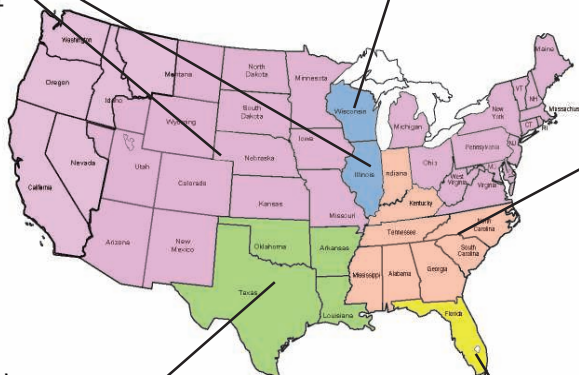 Washington
Montana
North
Dakota
Minnesota
Maine
Oregon
Idaho
Wyoming
South
Dakota
Wisconsin
Michigan
New
York
VT
NH
Massachusetts
CT
RI
Nevada
Utah
Colorado
Nebraska
Iowa
Illinois
Indiana
Ohio
Pennsylvania
NJ
California
Kansas
Missouri
Kentucky
West
Virginia
Virginia
Arizona
New
Mexico
Oklahoma
Arkansas
Tennessee
North
Carolina
South
Carolina
Texas
Louisiana
Mississippi
Alabama
Georgia
Florida